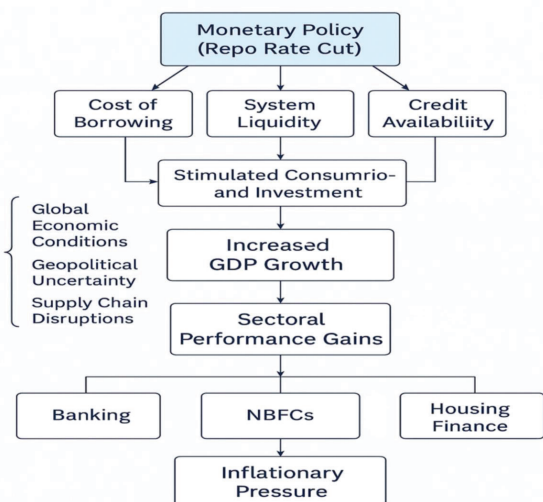 Monetary Policy
(Repo Rate Cut)
Cost of
Borrowing
System
Liquidity
Credit
Availabiliity
Stimulated Consumrio-
and Investment
Global
Economic
Conditions
Geopolitical
Uncertainty
Supply Chain
Disruptions
Increased
GDP Growth
Sectoral
Performance Gains
Banking
NBFCs
Housing
Finance
Inflationary
Pressure